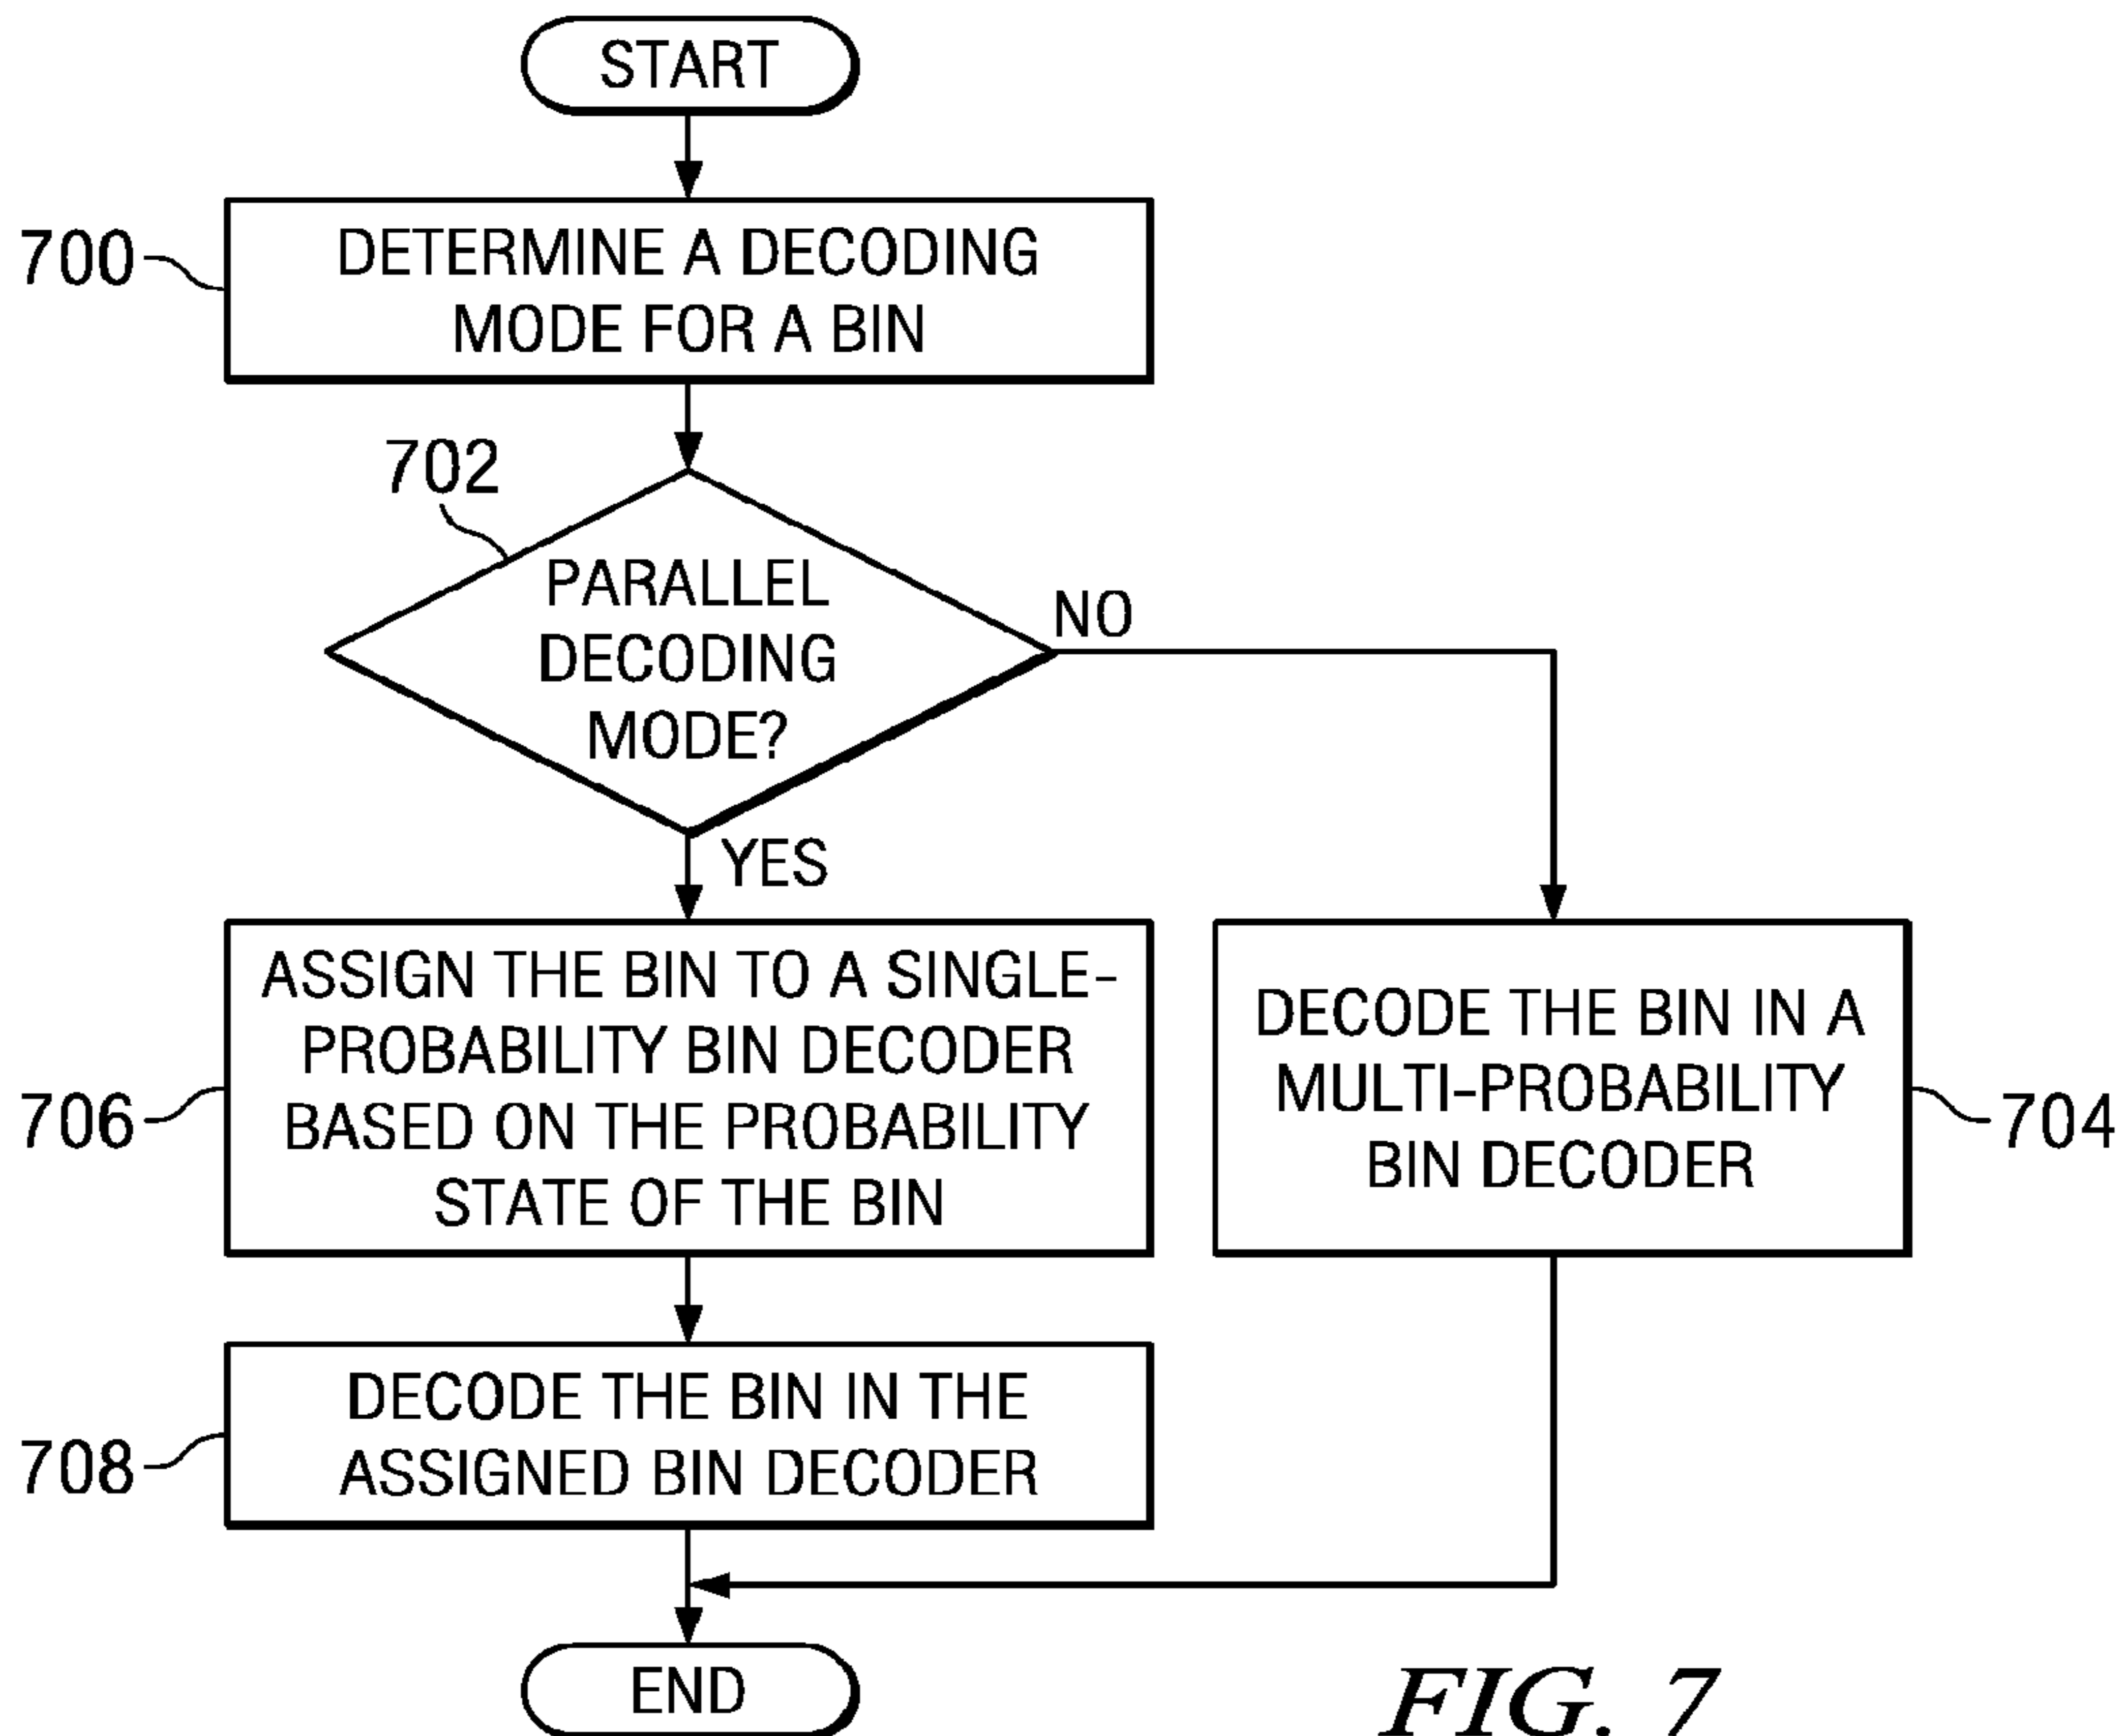 START
700
DETERMINE A DECODING
MODE FOR A BIN
702
PARALLEL
DECODING
MODE?
NO
YES
706
ASSIGN THE BIN TO A SINGLE-
PROBABILITY BIN DECODER
BASED ON THE PROBABILITY
STATE OF THE BIN
DECODE THE BIN IN A
MULTI-PROBABILITY
BIN DECODER
704
708
DECODE THE BIN IN THE
ASSIGNED BIN DECODER
END
FIG. 7